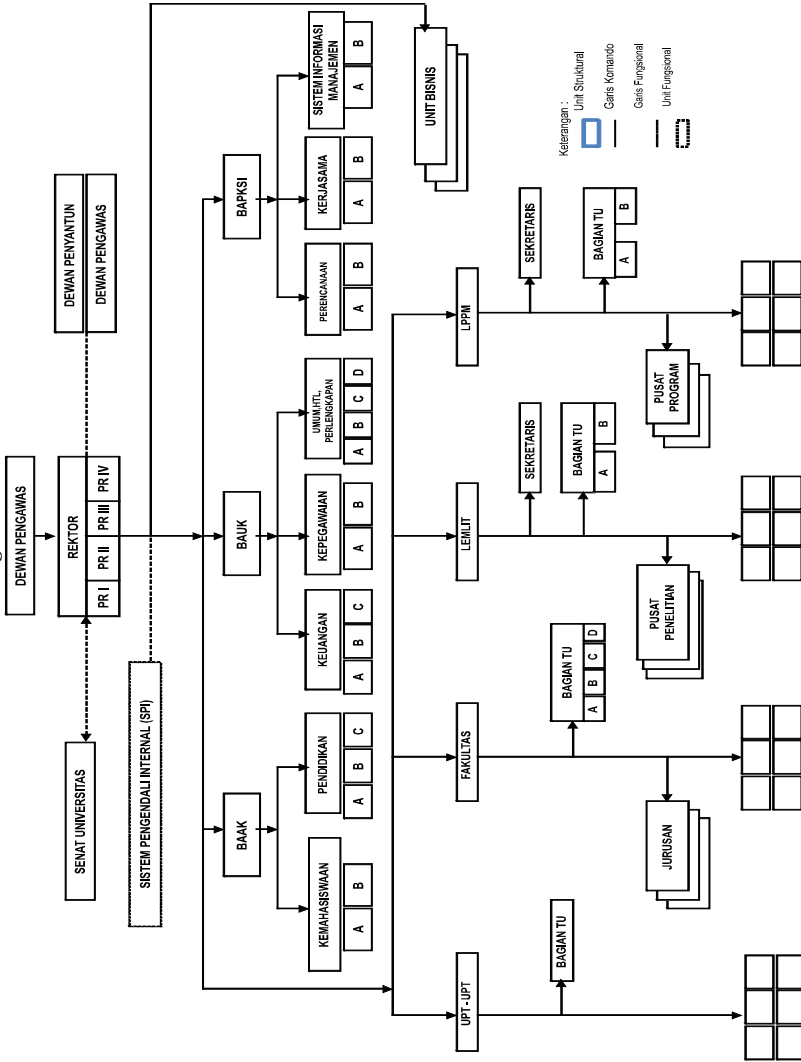 DEWAN PENGAWAS
REKTOR
PR I PR II PR III PR IV
SENAT UNIVERSITAS
DEWAN PENYANTUN
DEWAN PENGAWAS
SISTEM PENGENDALI INTERNAL (SPI)
BAAK
BAUK
BAPKSI
KEMAHASISWAAN
A B
PENDIDIKAN
A B C
KEUANGAN
A B C
KEPEGAWAIAN
A B
UMUM,HTL,
PERLENGKAPAN
A B C D
PERENCANAAN
A B
KERJASAMA
A B
SISTEM INFORMASI
MANAJEMEN
A B
UNIT BISNIS
UPT - UPT
FAKULTAS
LEMLIT
LPPM
BAGIAN TU
BAGIAN TU
A B C D
SEKRETARIS
BAGIAN TU
A B
SEKRETARIS
BAGIAN TU
A B
JURUSAN
PUSAT
PENELITIAN
PUSAT
PROGRAM
Keterangan :
Unit Struktural
Garis Komando
Garis Fungsional
Unit Fungsional